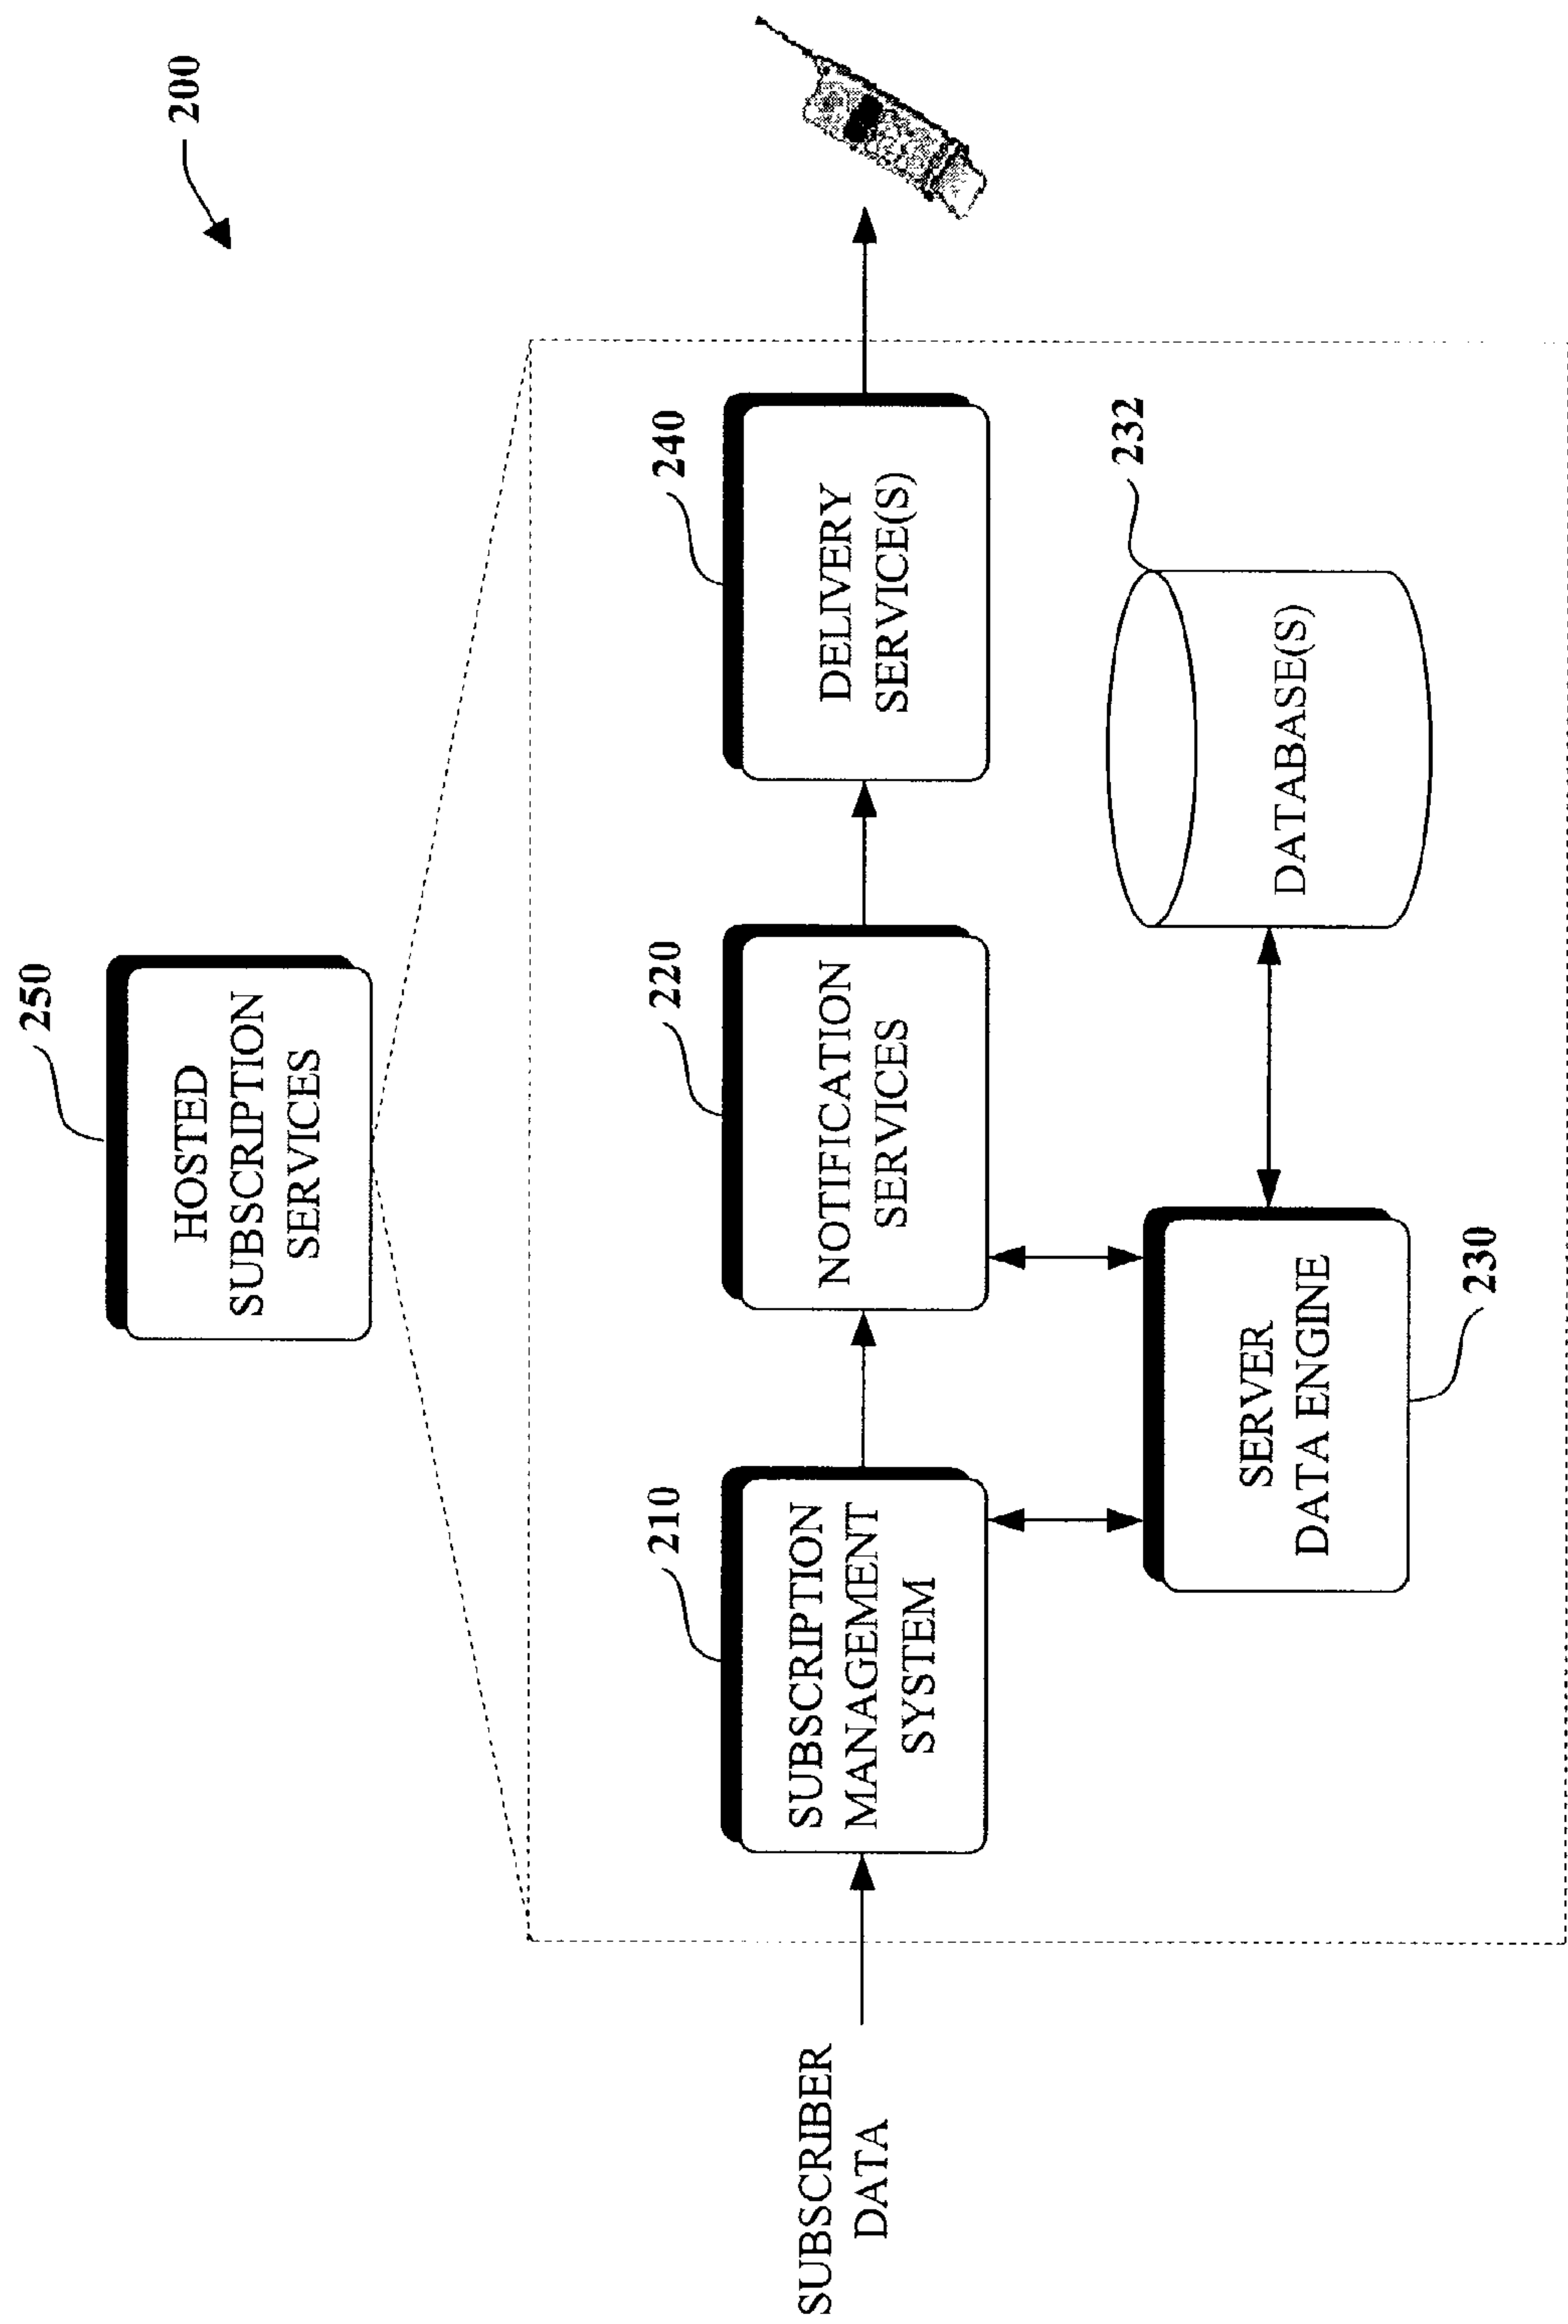 200
250
HOSTED
SUBSCRIPTION
SERVICES
210
SUBSCRIPTION
MANAGEMENT
SYSTEM
220
NOTIFICATION
SERVICES
240
DELIVERY
SERVICE(S)
SUBSCRIBER
DATA
SERVER
DATA ENGINE
230
DATABASE(S)
232